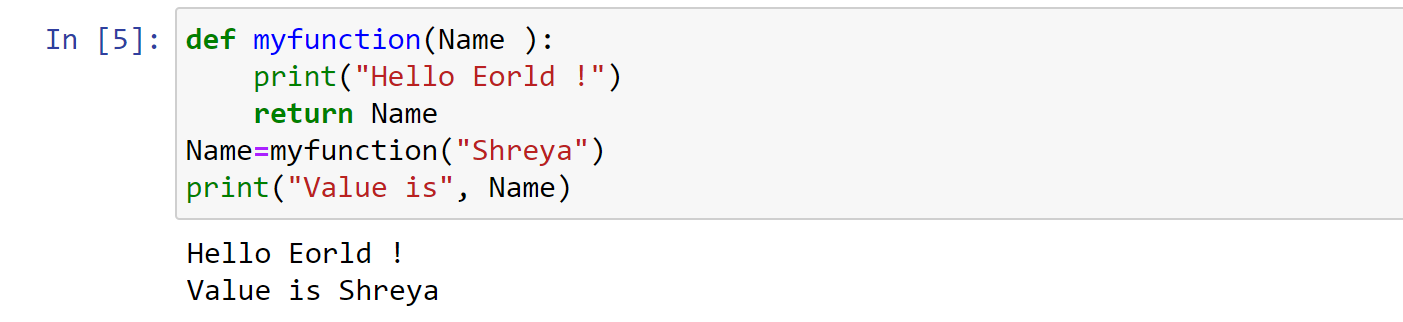 In [5]: def myfunction(Name ):
    print("Hello Eorld !")
    return Name
Name=myfunction("Shreya")
print("Value is", Name)
Hello Eorld !
Value is Shreya